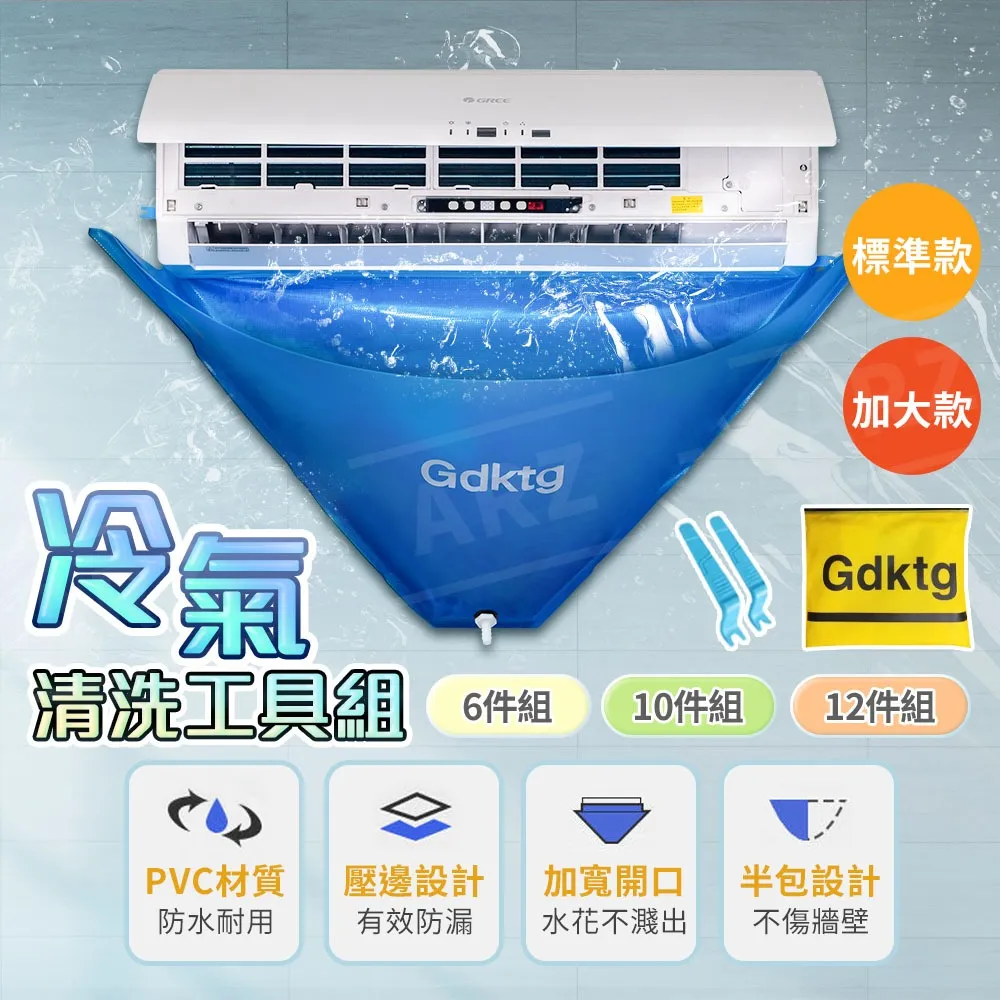 GREE
標準款
加大款
Gdktg
ARZ
Gdktg
冷氣
清洗工具組
6件組
10件組
12件組
PVC材質
防水耐用
壓邊設計
有效防漏
加寬開口
水花不濺出
半包設計
不傷牆壁